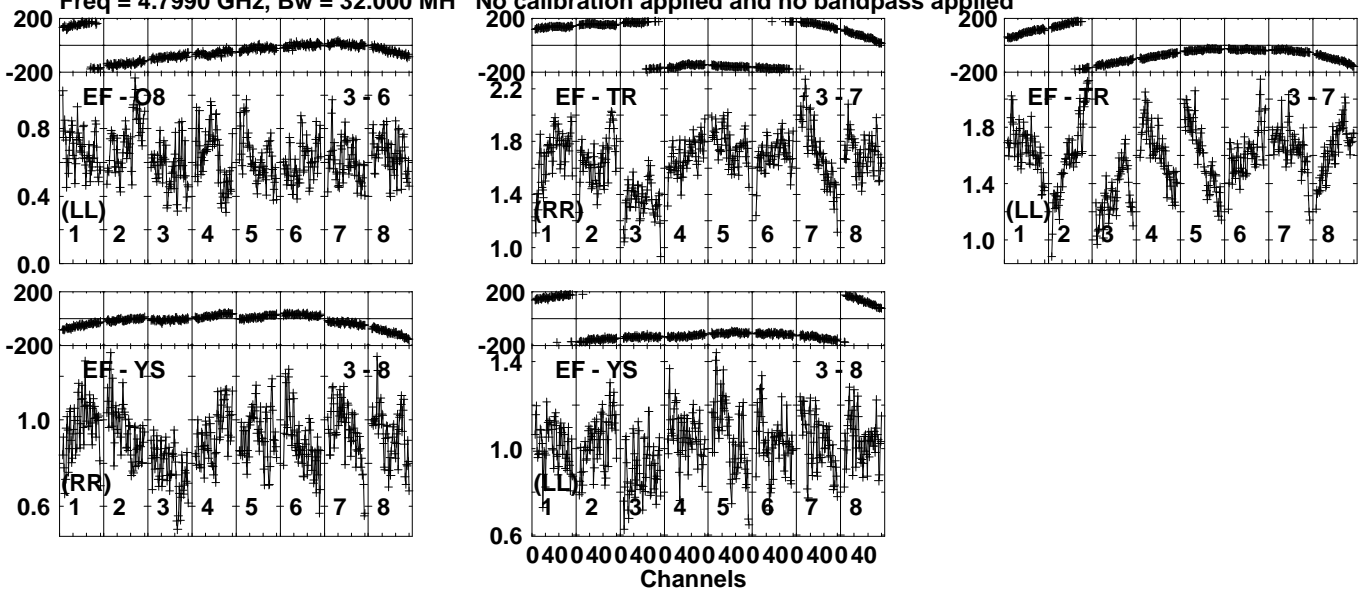 Freq = 4.7990 GHz, Bw = 32.000 MH No calibration applied and no bandpass applied
200
-200
EF - O8 3 - 6
0.8
0.4
0.0
(LL)
1 2 3 4 5 6 7 8
200
-200
2.2
EF - TR 3 - 7
1.8
1.4
1.0
(RR)
1 2 3 4 5 6 7 8
200
-200
EF - TR 3 - 7
1.8
1.4
1.0
(LL)
1 2 3 4 5 6 7 8
200
-200
EF - YS 3 - 8
1.0
0.6
(RR)
1 2 3 4 5 6 7 8
200
-200
1.4
EF - YS 3 - 8
1.0
0.6
(LL)
1 2 3 4 5 6 7 8
0 40 0 40 0 40 0 40 0 40 0 40 0 40 0 40
Channels